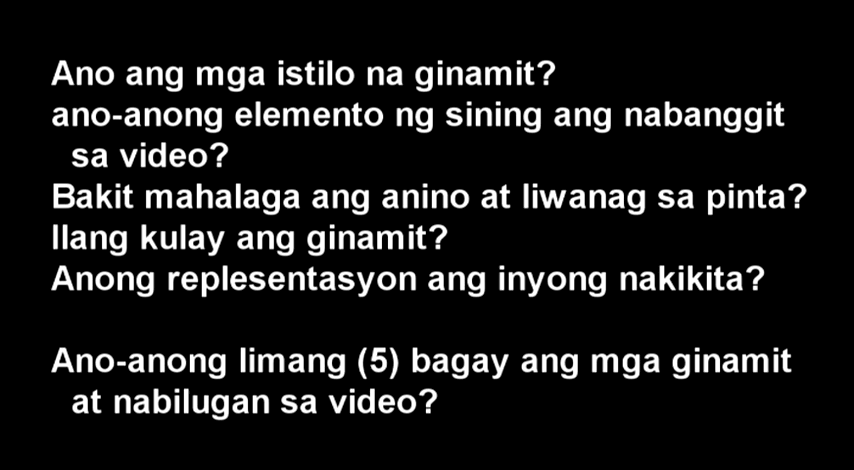 Ano ang mga istilo na ginamit?
ano-anong elemento ng sining ang nabanggit
sa video?
Bakit mahalaga ang anino at liwanag sa pinta?
Ilang kulay ang ginamit?
Anong replesentasyon ang inyong nakikita?
Ano-anong limang (5) bagay ang mga ginamit
at nabilugan sa video?